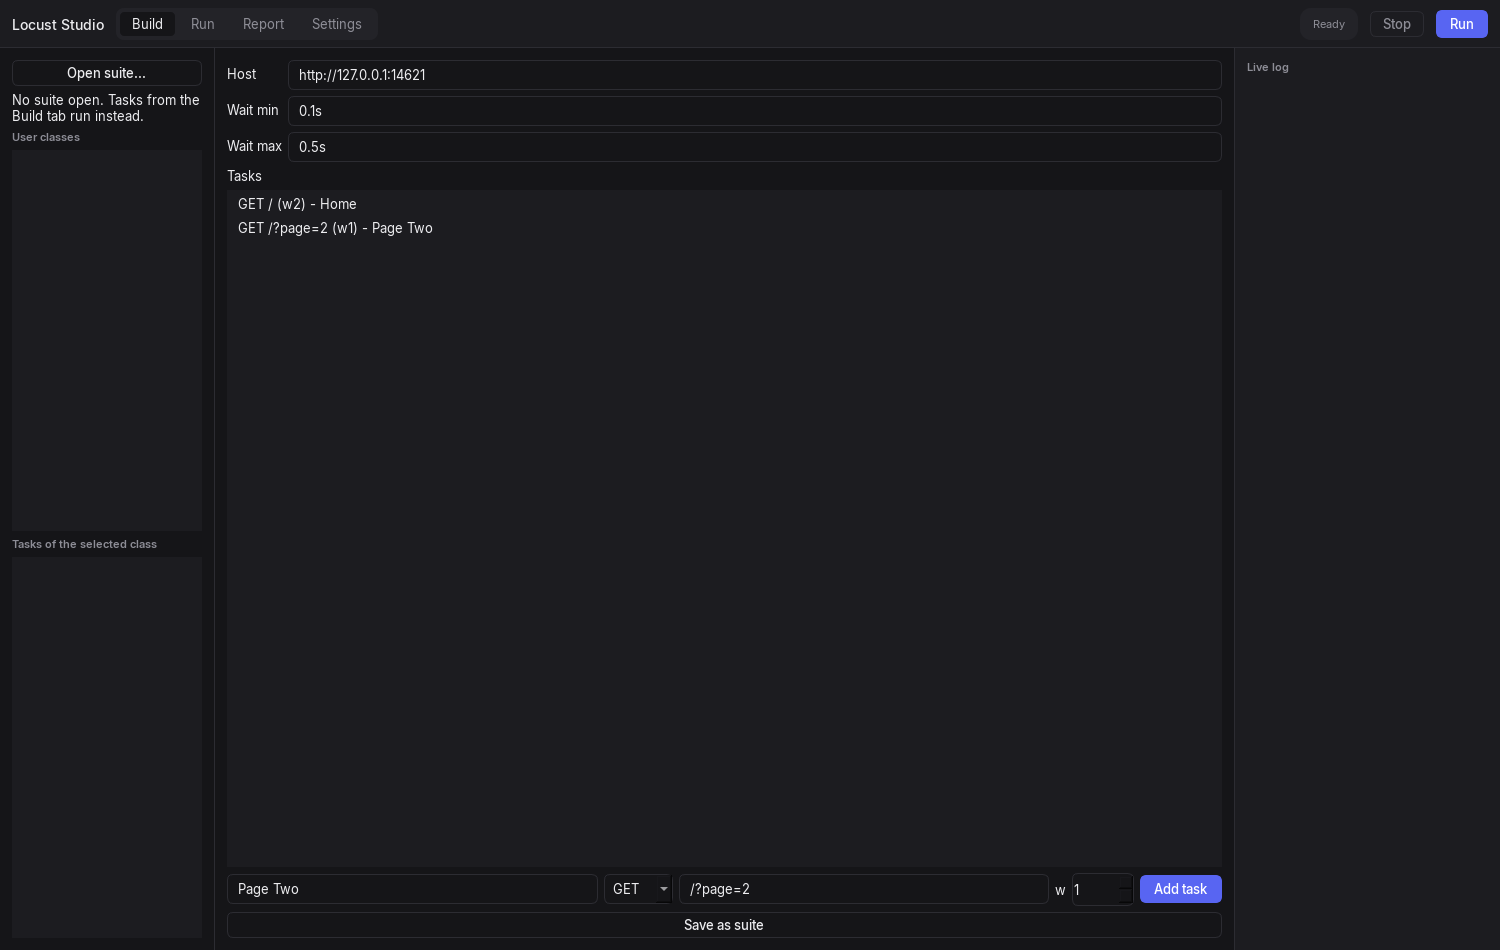 Locust Studio
Build
Run
Report
Settings
Ready
Stop
Run
Open suite...
No suite open. Tasks from the
Build tab run instead.
User classes
Tasks of the selected class
Host
http://127.0.0.1:14621
Wait min
0.1s
Wait max
0.5s
Tasks
GET / (w2) - Home
GET /?page=2 (w1) - Page Two
Page Two
GET
/?page=2
w
1
Add task
Save as suite
Live log